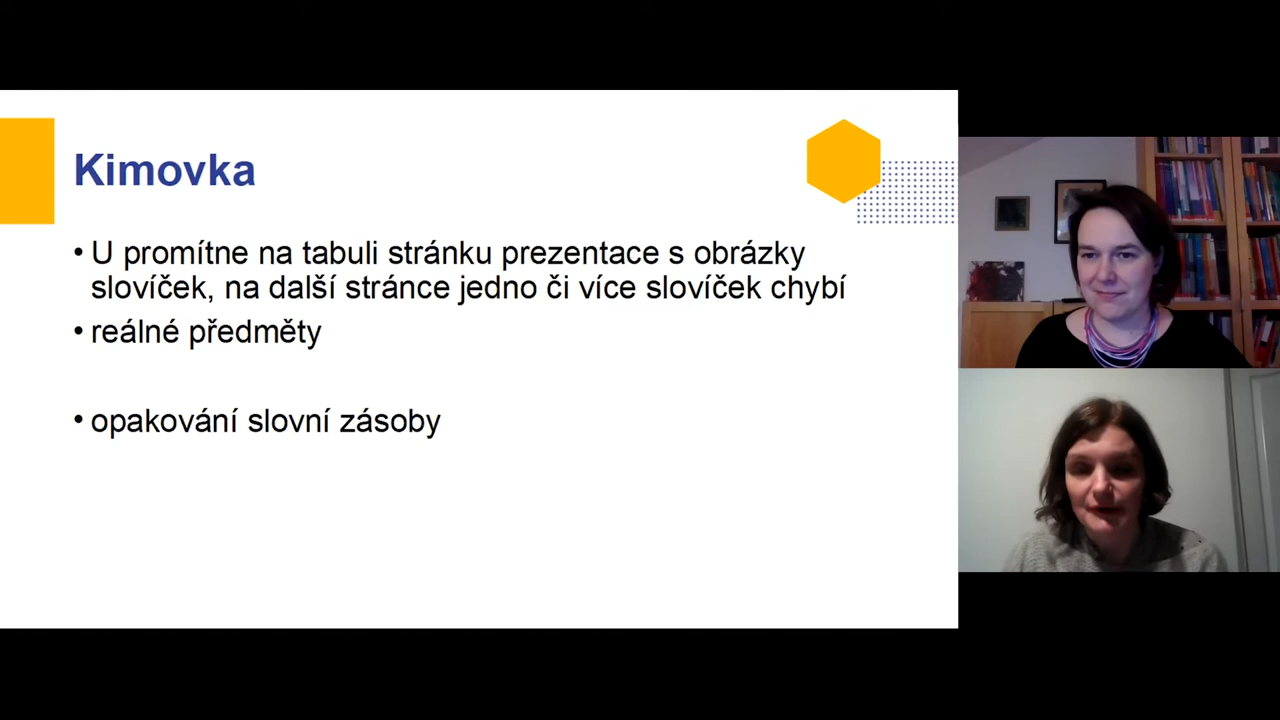 Kimovka
• U promítne na tabuli stránku prezentace s obrázky
slovíček, na další stránce jedno či více slovíček chybí
• reálné předměty
• opakování slovní zásoby